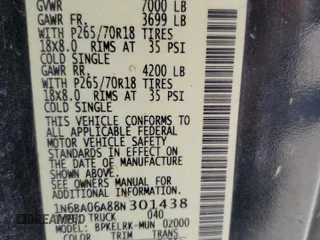 GVWR 7000 LB
GAWR FR. 3699 LB
WITH P265/70R18 TIRES
18X8.0 RIMS AT 35 PSI
COLD SINGLE
GAWR RR. 4200 LB
WITH P265/70R18 TIRES
18X8.0 RIMS AT 35 PSI
COLD SINGLE
THIS VEHICLE CONFORMS TO
ALL APPLICABLE FEDERAL
MOTOR VEHICLE SAFETY
STANDARDS IN EFFECT ON
THE DATE OF MANUFACTURE
SHOWN ABOVE.
SEE OWNERS MANUAL FOR
ADDITIONAL INFORMATION.
1N6BA06A88N301438
TRUCK 040
MODEL BPKELRK-MUN 0Z000
COLOR TRIM TRANS